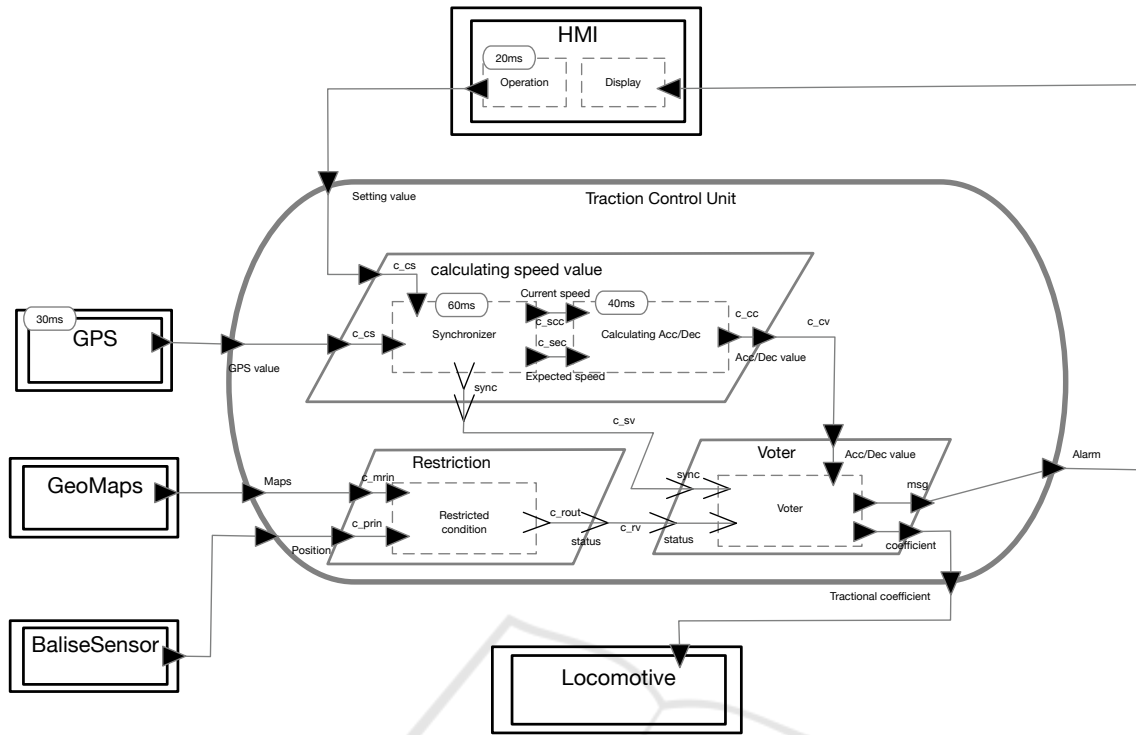 HMI
20ms
Operation
Display
Setting value
Traction Control Unit
c_cs
calculating speed value
Current speed
60ms
40ms
c_scc
Synchronizer
Calculating Acc/Dec
c_cc
c_cv
30ms
GPS
c_cs
c_sec
GPS value
Acc/Dec value
Expected speed
sync
c_sv
GeoMaps
Maps
Restriction
c_mrin
Restricted
condition
c_prin
Position
c_rout
status
c_rv
Voter
Acc/Dec value
sync
Voter
status
msg
coefficient
Alarm
Tractional coefficient
BaliseSensor
Locomotive